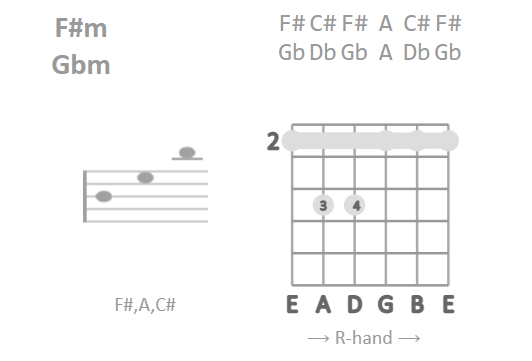 F#m
Gbm
F# C# F# A C# F#
Gb Db Gb A Db Gb
2
3 4
E A D G B E
F#,A,C#
→ R-hand →